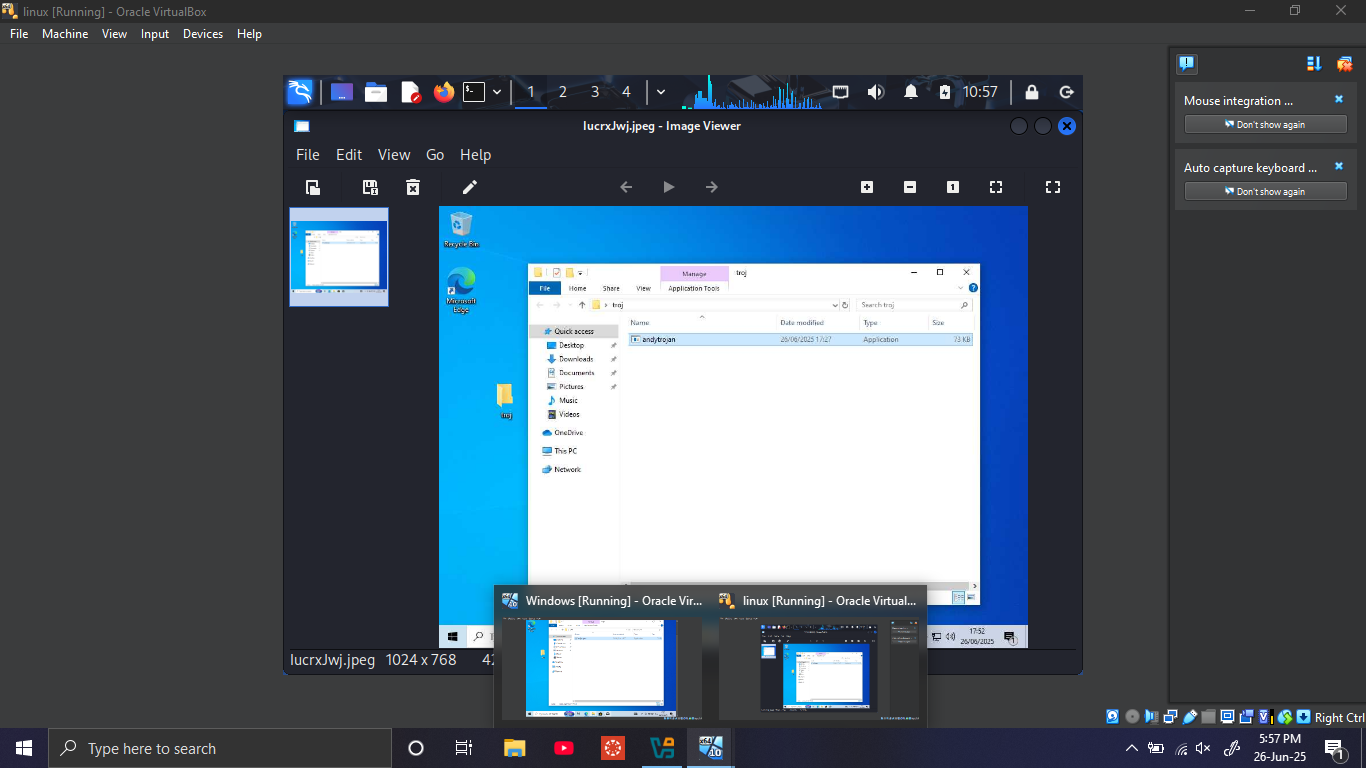 linux [Running] - Oracle VirtualBox
File Machine View Input Devices Help
1 2 3 4 10:57
lucrxJwj.jpeg - Image Viewer
File Edit View Go Help
Mouse integration ...
Don't show again
Auto capture keyboard ...
Don't show again
Recycle Bin
Microsoft Edge
troj
Manage troj
File Home Share View Application Tools
troj
Search troj
Name Date modified Type Size
andytrojan 26/06/2025 17:27 Application 73 KB
Quick access
Desktop
Downloads
Documents
Pictures
Music
Videos
OneDrive
This PC
Network
17:52
26/06/2025
lucrxJwj.jpeg 1024 x 768 42
Windows [Running] - Oracle Vir...
linux [Running] - Oracle Virtual...
Right Ctrl
Type here to search
5:57 PM
26-Jun-25